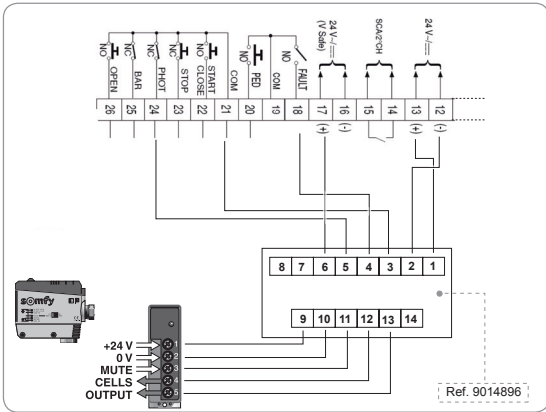 NO OPEN
NC BAR
NC PHOT
NC STOP
NO START CLOSE
COM
NO PED
COM
NO FAULT
24 V~/⎓ (V Safe)
SCA/2°CH
24 V~/⎓
26 25 24 23 22 21 20 19 18 17 16 15 14 13 12
(+) (-) (+) (-)
8 7 6 5 4 3 2 1
9 10 11 12 13 14
somfy
+24 V 1
0 V 2
MUTE 3
CELLS 4
OUTPUT 5
Ref. 9014896